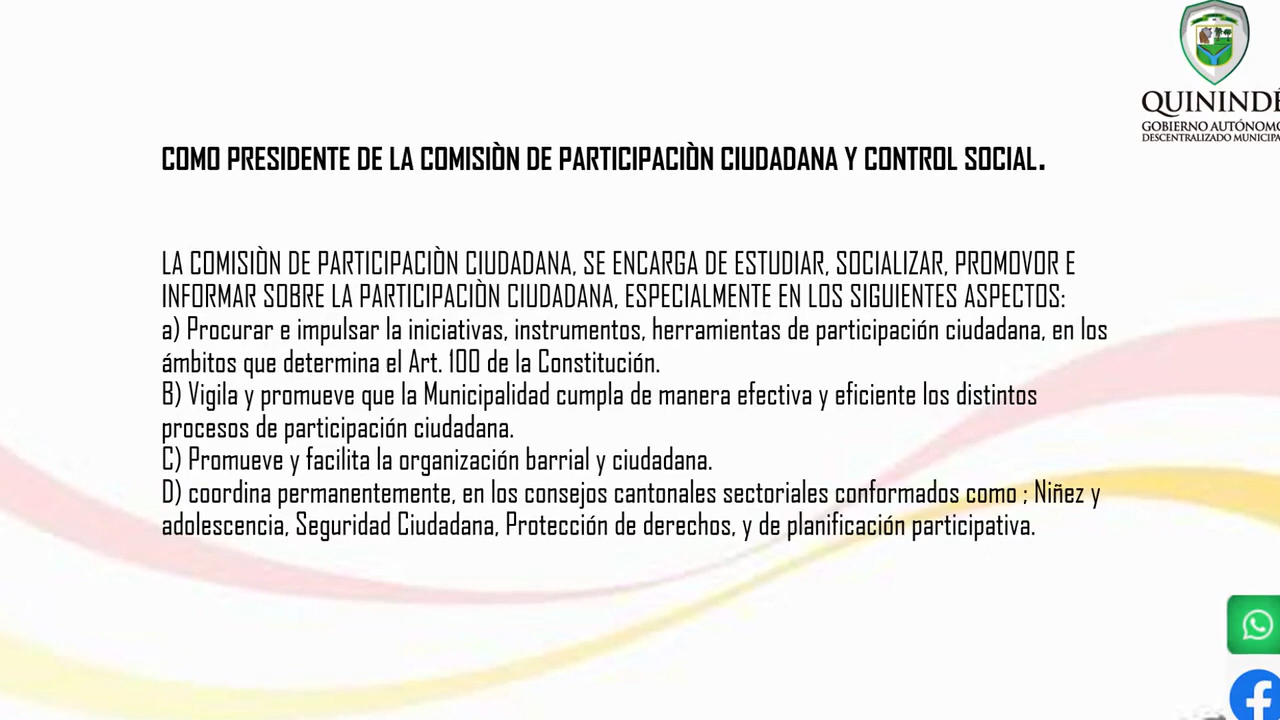 QUININDÉ
GOBIERNO AUTÓNOMO
DESCENTRALIZADO MUNICIPA
COMO PRESIDENTE DE LA COMISIÒN DE PARTICIPACIÒN CIUDADANA Y CONTROL SOCIAL.
LA COMISIÒN DE PARTICIPACIÒN CIUDADANA, SE ENCARGA DE ESTUDIAR, SOCIALIZAR, PROMOVOR E
INFORMAR SOBRE LA PARTICIPACIÒN CIUDADANA, ESPECIALMENTE EN LOS SIGUIENTES ASPECTOS:
a) Procurar e impulsar la iniciativas, instrumentos, herramientas de participación ciudadana, en los
ámbitos que determina el Art. 100 de la Constitución.
B) Vigila y promueve que la Municipalidad cumpla de manera efectiva y eficiente los distintos
procesos de participación ciudadana.
C) Promueve y facilita la organización barrial y ciudadana.
D) coordina permanentemente, en los consejos cantonales sectoriales conformados como ; Niñez y
adolescencia, Seguridad Ciudadana, Protección de derechos, y de planificación participativa.